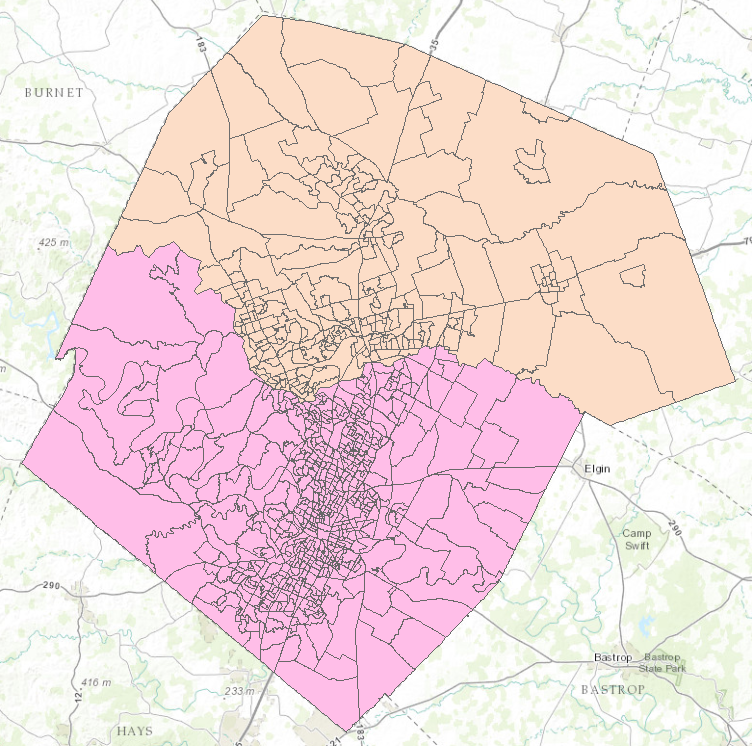 183
35
BURNET
425 m
79
Elgin
290
Camp
Swift
290
Bastrop
Bastrop
State Park
416 m
12
233 m
BASTROP
HAYS
183
21